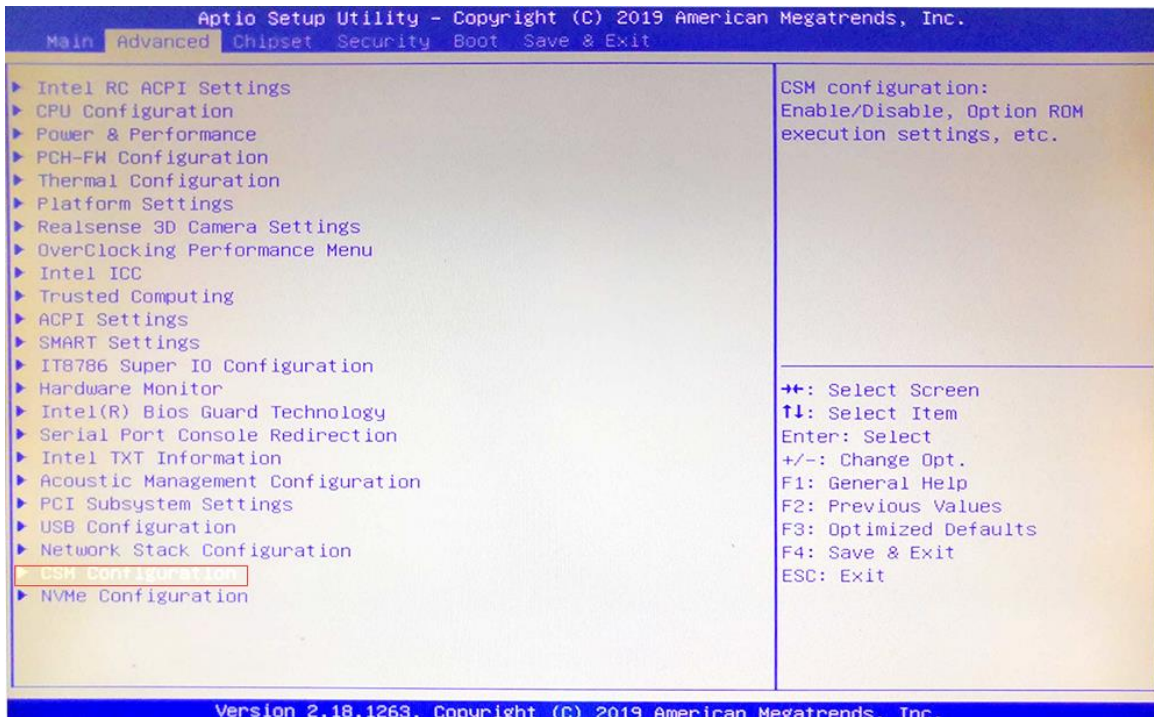 Aptio Setup Utility – Copyright (C) 2019 American Megatrends, Inc.
Main Advanced Chipset Security Boot Save & Exit
▶ Intel RC ACPI Settings
▶ CPU Configuration
▶ Power & Performance
▶ PCH-FW Configuration
▶ Thermal Configuration
▶ Platform Settings
▶ Realsense 3D Camera Settings
▶ OverClocking Performance Menu
▶ Intel ICC
▶ Trusted Computing
▶ ACPI Settings
▶ SMART Settings
▶ IT8786 Super IO Configuration
▶ Hardware Monitor
▶ Intel(R) Bios Guard Technology
▶ Serial Port Console Redirection
▶ Intel TXT Information
▶ Acoustic Management Configuration
▶ PCI Subsystem Settings
▶ USB Configuration
▶ Network Stack Configuration
▶ CSM Configuration
▶ NVMe Configuration
CSM configuration:
Enable/Disable, Option ROM
execution settings, etc.
→←: Select Screen
↑↓: Select Item
Enter: Select
+/-: Change Opt.
F1: General Help
F2: Previous Values
F3: Optimized Defaults
F4: Save & Exit
ESC: Exit
Version 2.18.1263. Copyright (C) 2019 American Megatrends, Inc.